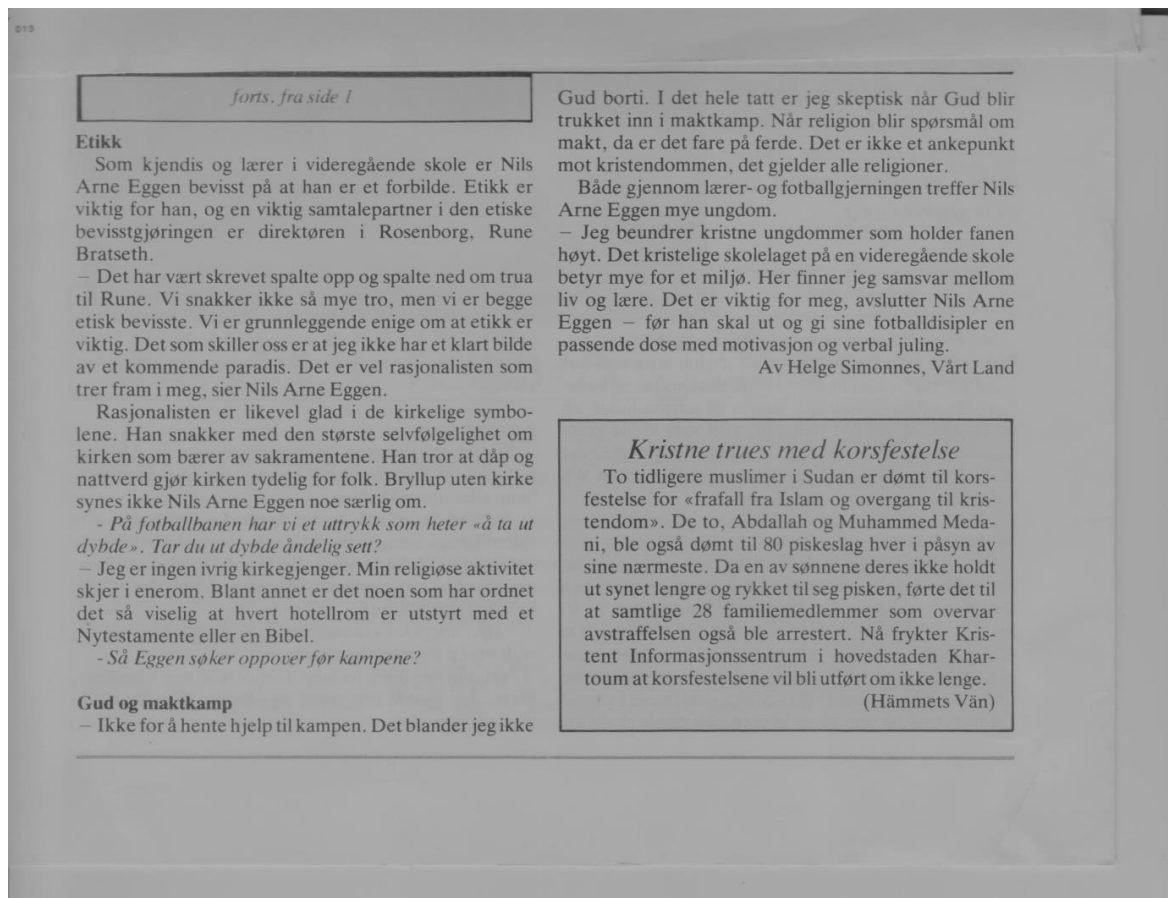 forts. fra side 1
Etikk
Som kjendis og lærer i videregående skole er Nils
Arne Eggen bevisst på at han er et forbilde. Etikk er
viktig for han, og en viktig samtalepartner i den etiske
bevisstgjøringen er direktøren i Rosenborg, Rune
Bratseth.
— Det har vært skrevet spalte opp og spalte ned om trua
til Rune. Vi snakker ikke så mye tro, men vi er begge
etisk bevisste. Vi er grunnleggende enige om at etikk er
viktig. Det som skiller oss er at jeg ikke har et klart bilde
av et kommende paradis. Det er vel rasjonalisten som
trer fram i meg, sier Nils Arne Eggen.
Rasjonalisten er likevel glad i de kirkelige symbo-
lene. Han snakker med den største selvfølgelighet om
kirken som bærer av sakramentene. Han tror at dåp og
nattverd gjør kirken tydelig for folk. Bryllup uten kirke
synes ikke Nils Arne Eggen noe særlig om.
- På fotballbanen har vi et uttrykk som heter «å ta ut
dybde». Tar du ut dybde åndelig sett?
— Jeg er ingen ivrig kirkegjenger. Min religiøse aktivitet
skjer i enerom. Blant annet er det noen som har ordnet
det så viselig at hvert hotellrom er utstyrt med et
Nytestamente eller en Bibel.
- Så Eggen søker oppover før kampene?
Gud og maktkamp
— Ikke for å hente hjelp til kampen. Det blander jeg ikke
Gud borti. I det hele tatt er jeg skeptisk når Gud blir
trukket inn i maktkamp. Når religion blir spørsmål om
makt, da er det fare på ferde. Det er ikke et ankepunkt
mot kristendommen, det gjelder alle religioner.
Både gjennom lærer- og fotballgjerningen treffer Nils
Arne Eggen mye ungdom.
— Jeg beundrer kristne ungdommer som holder fanen
høyt. Det kristelige skolelaget på en videregående skole
betyr mye for et miljø. Her finner jeg samsvar mellom
liv og lære. Det er viktig for meg, avslutter Nils Arne
Eggen — før han skal ut og gi sine fotballdisipler en
passende dose med motivasjon og verbal juling.
Av Helge Simonnes, Vårt Land
Kristne trues med korsfestelse
To tidligere muslimer i Sudan er dømt til kors-
festelse for «frafall fra Islam og overgang til kris-
tendom». De to, Abdallah og Muhammed Meda-
ni, ble også dømt til 80 piskeslag hver i påsyn av
sine nærmeste. Da en av sønnene deres ikke holdt
ut synet lengre og rykket til seg pisken, førte det til
at samtlige 28 familiemedlemmer som overvar
avstraffelsen også ble arrestert. Nå frykter Kris-
tent Informasjonssentrum i hovedstaden Khar-
toum at korsfestelsene vil bli utført om ikke lenge.
(Hämmets Vän)